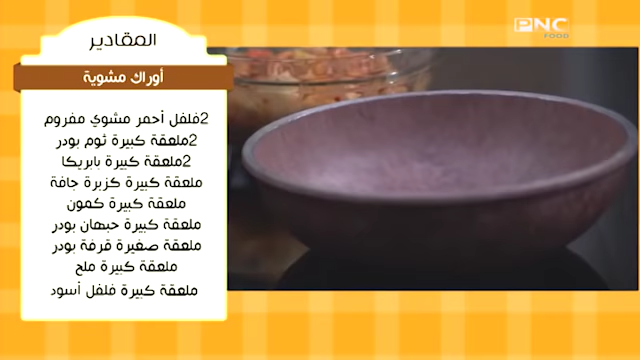 المقادير
أوراك مشوية
2فلفل أحمر مشوي مفروم
2ملعقة كبيرة ثوم بودر
2ملعقة كبيرة بابريكا
ملعقة كبيرة كزبرة جافة
ملعقة كبيرة كمون
ملعقة كبيرة حبهان بودر
ملعقة صغيرة قرفة بودر
ملعقة كبيرة ملح
ملعقة كبيرة فلفل أسود
PNC
FOOD